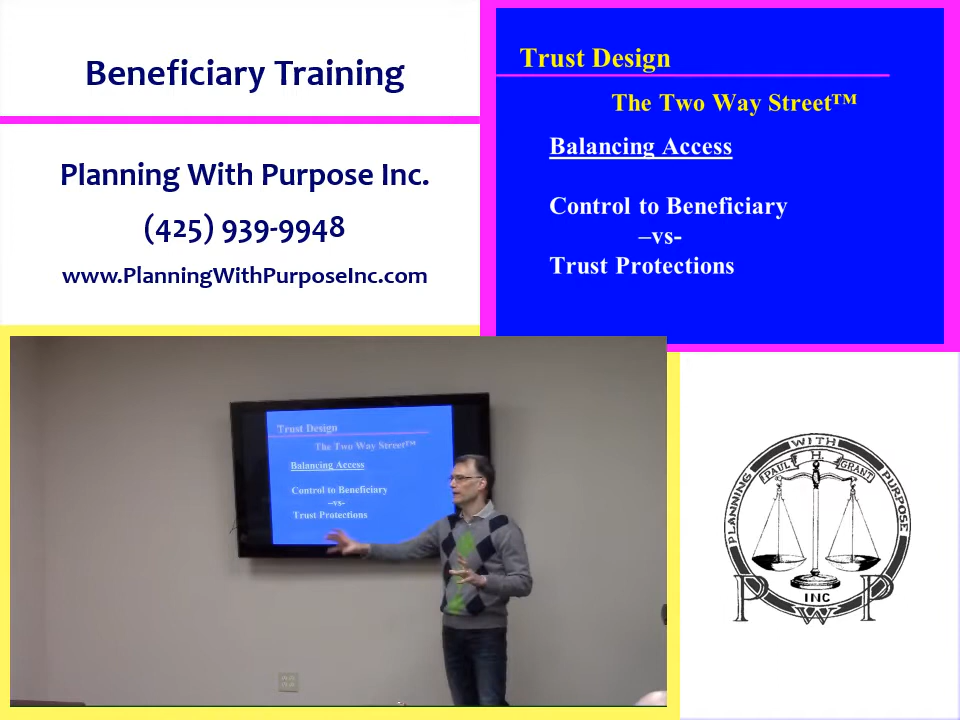 Beneficiary Training
Planning With Purpose Inc.
(425) 939-9948
www.PlanningWithPurposeInc.com
Trust Design
The Two Way Street™
Balancing Access
Control to Beneficiary
–vs-
Trust Protections
Trust Design
The Two Way Street™
Balancing Access
Control to Beneficiary
–vs-
Trust Protections
PLANNING WITH PURPOSE
PAUL H. GRANT
INC
PWP